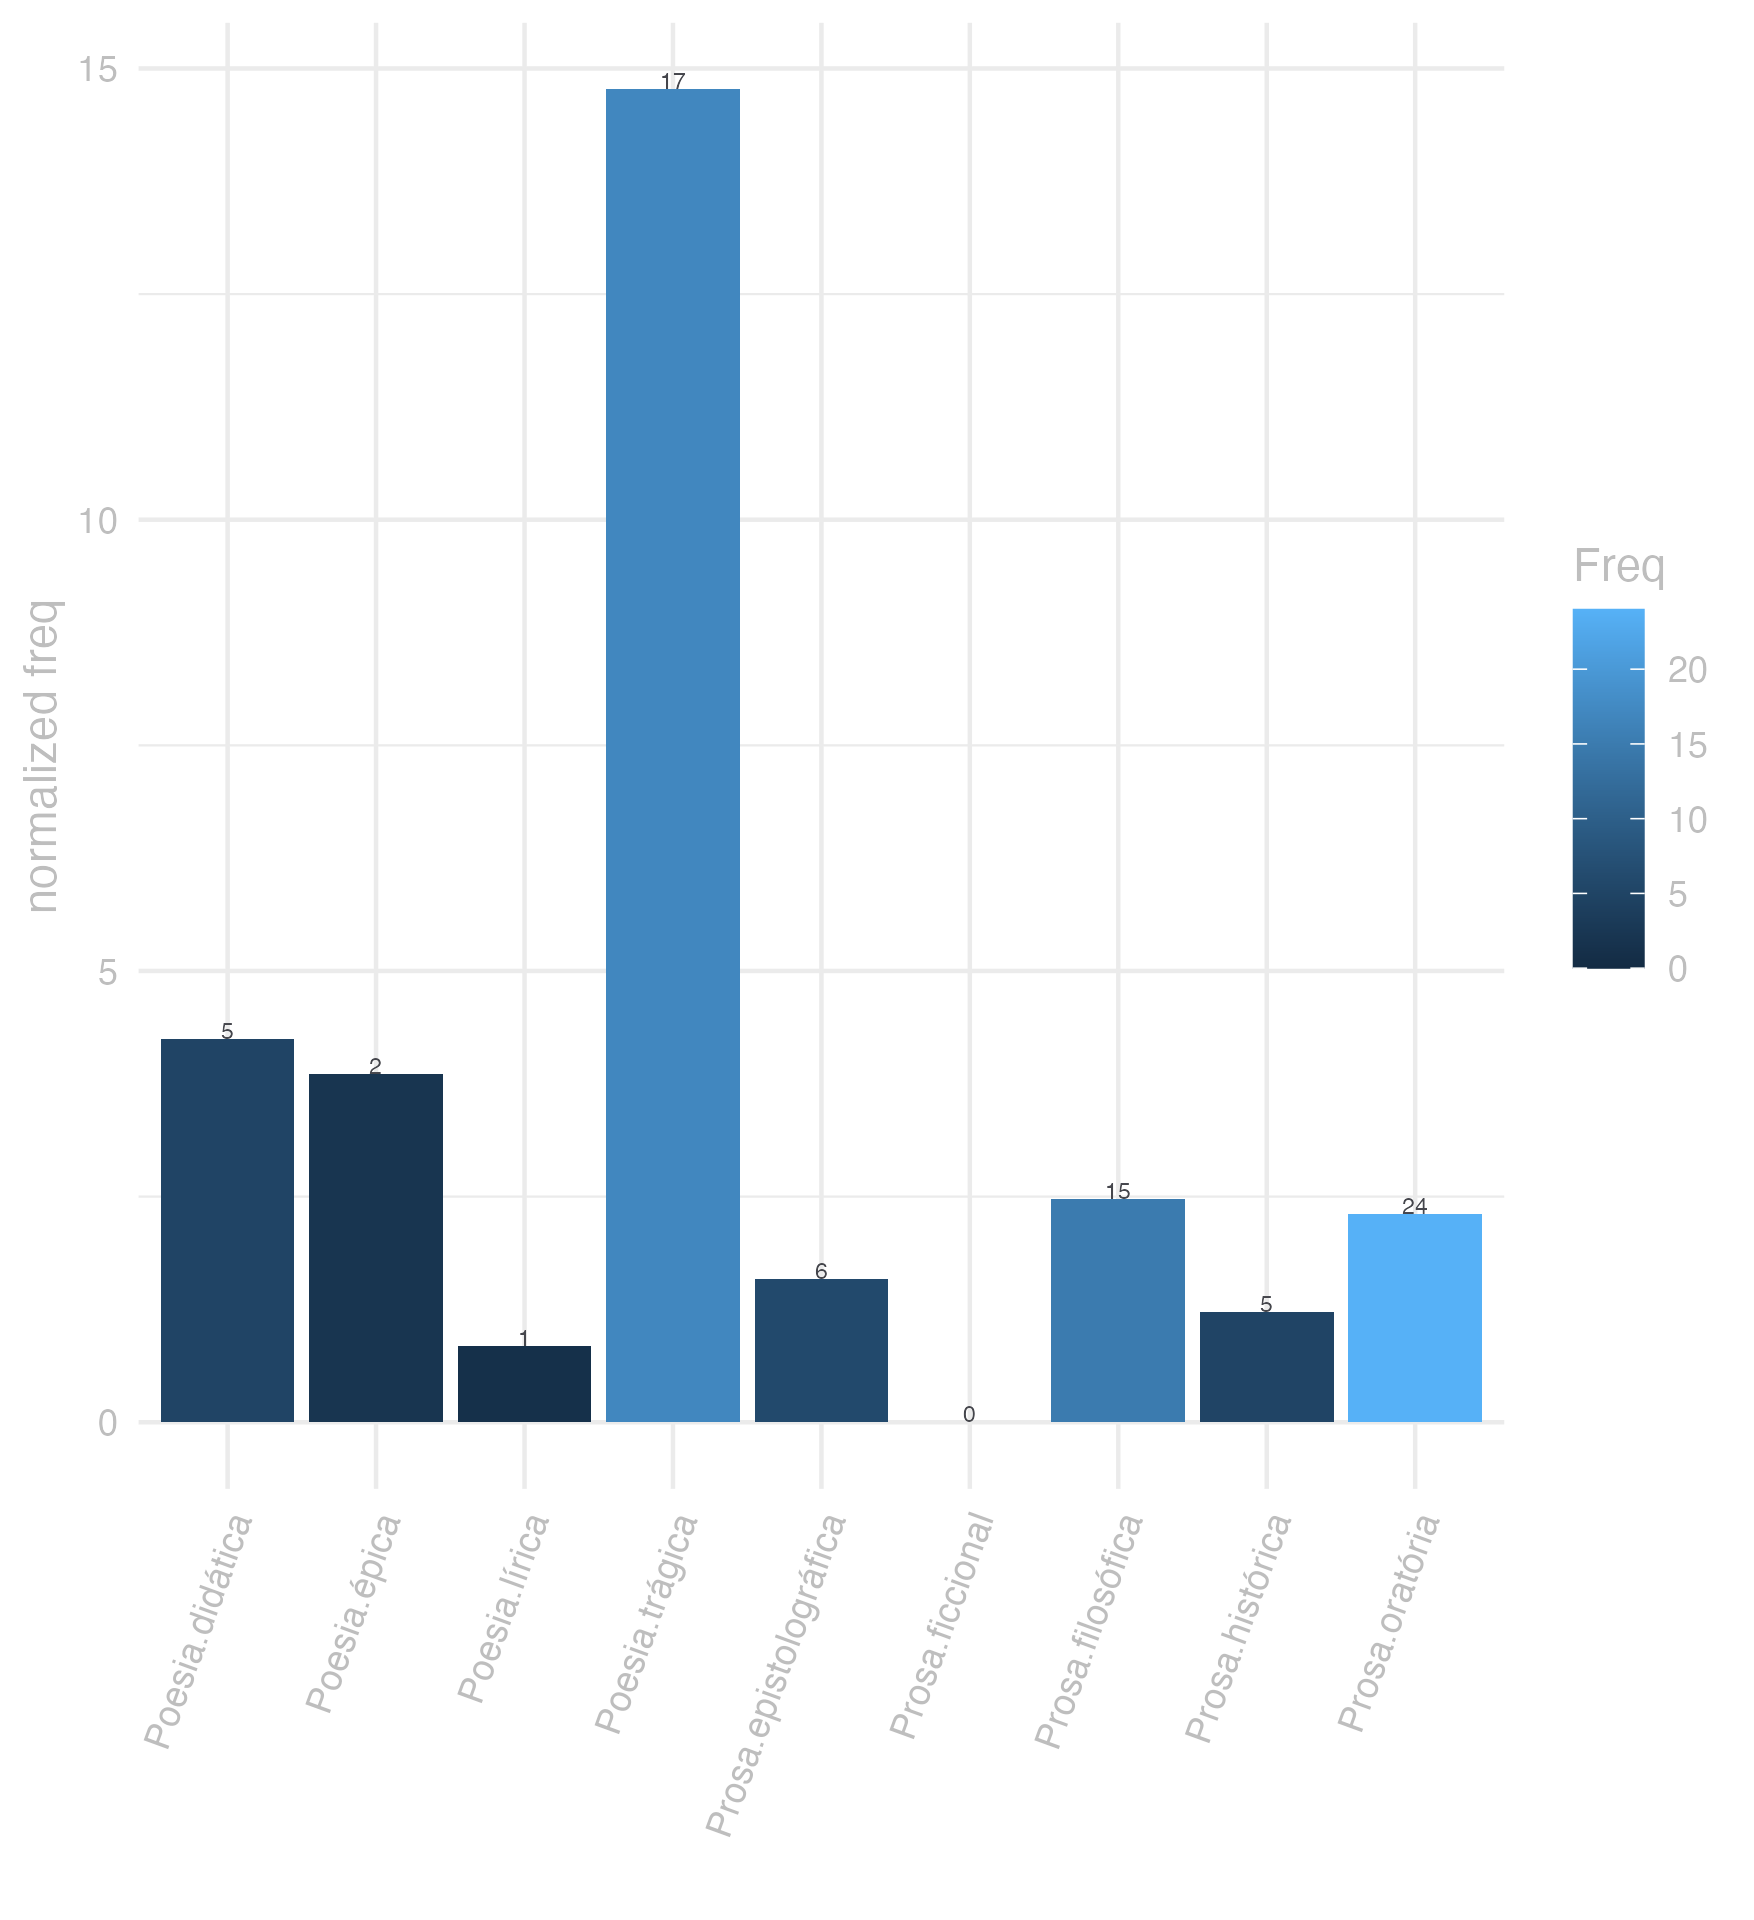 normalized freq
15
10
5
0
17
5
2
1
6
0
15
5
24
Poesia.didática
Poesia.épica
Poesia.lírica
Poesia.trágica
Prosa.epistolográfica
Prosa.ficcional
Prosa.filosófica
Prosa.histórica
Prosa.oratória
Freq
20
15
10
5
0